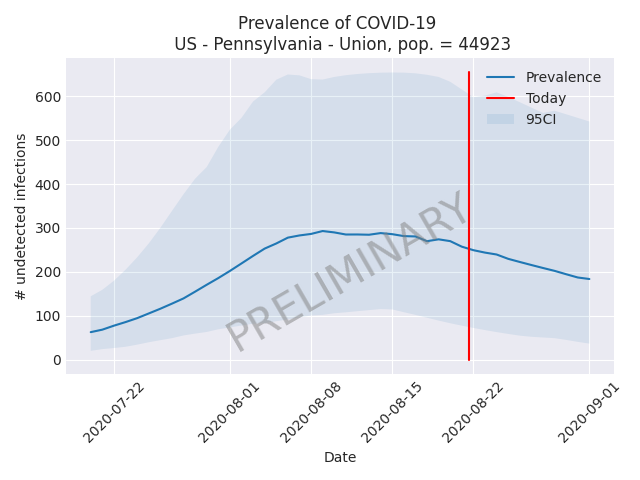 Prevalence of COVID-19
US - Pennsylvania - Union, pop. = 44923
Prevalence
Today
95CI
# undetected infections
600
500
400
300
200
100
0
PRELIMINARY
2020-07-22
2020-08-01
2020-08-08
2020-08-15
2020-08-22
2020-09-01
Date